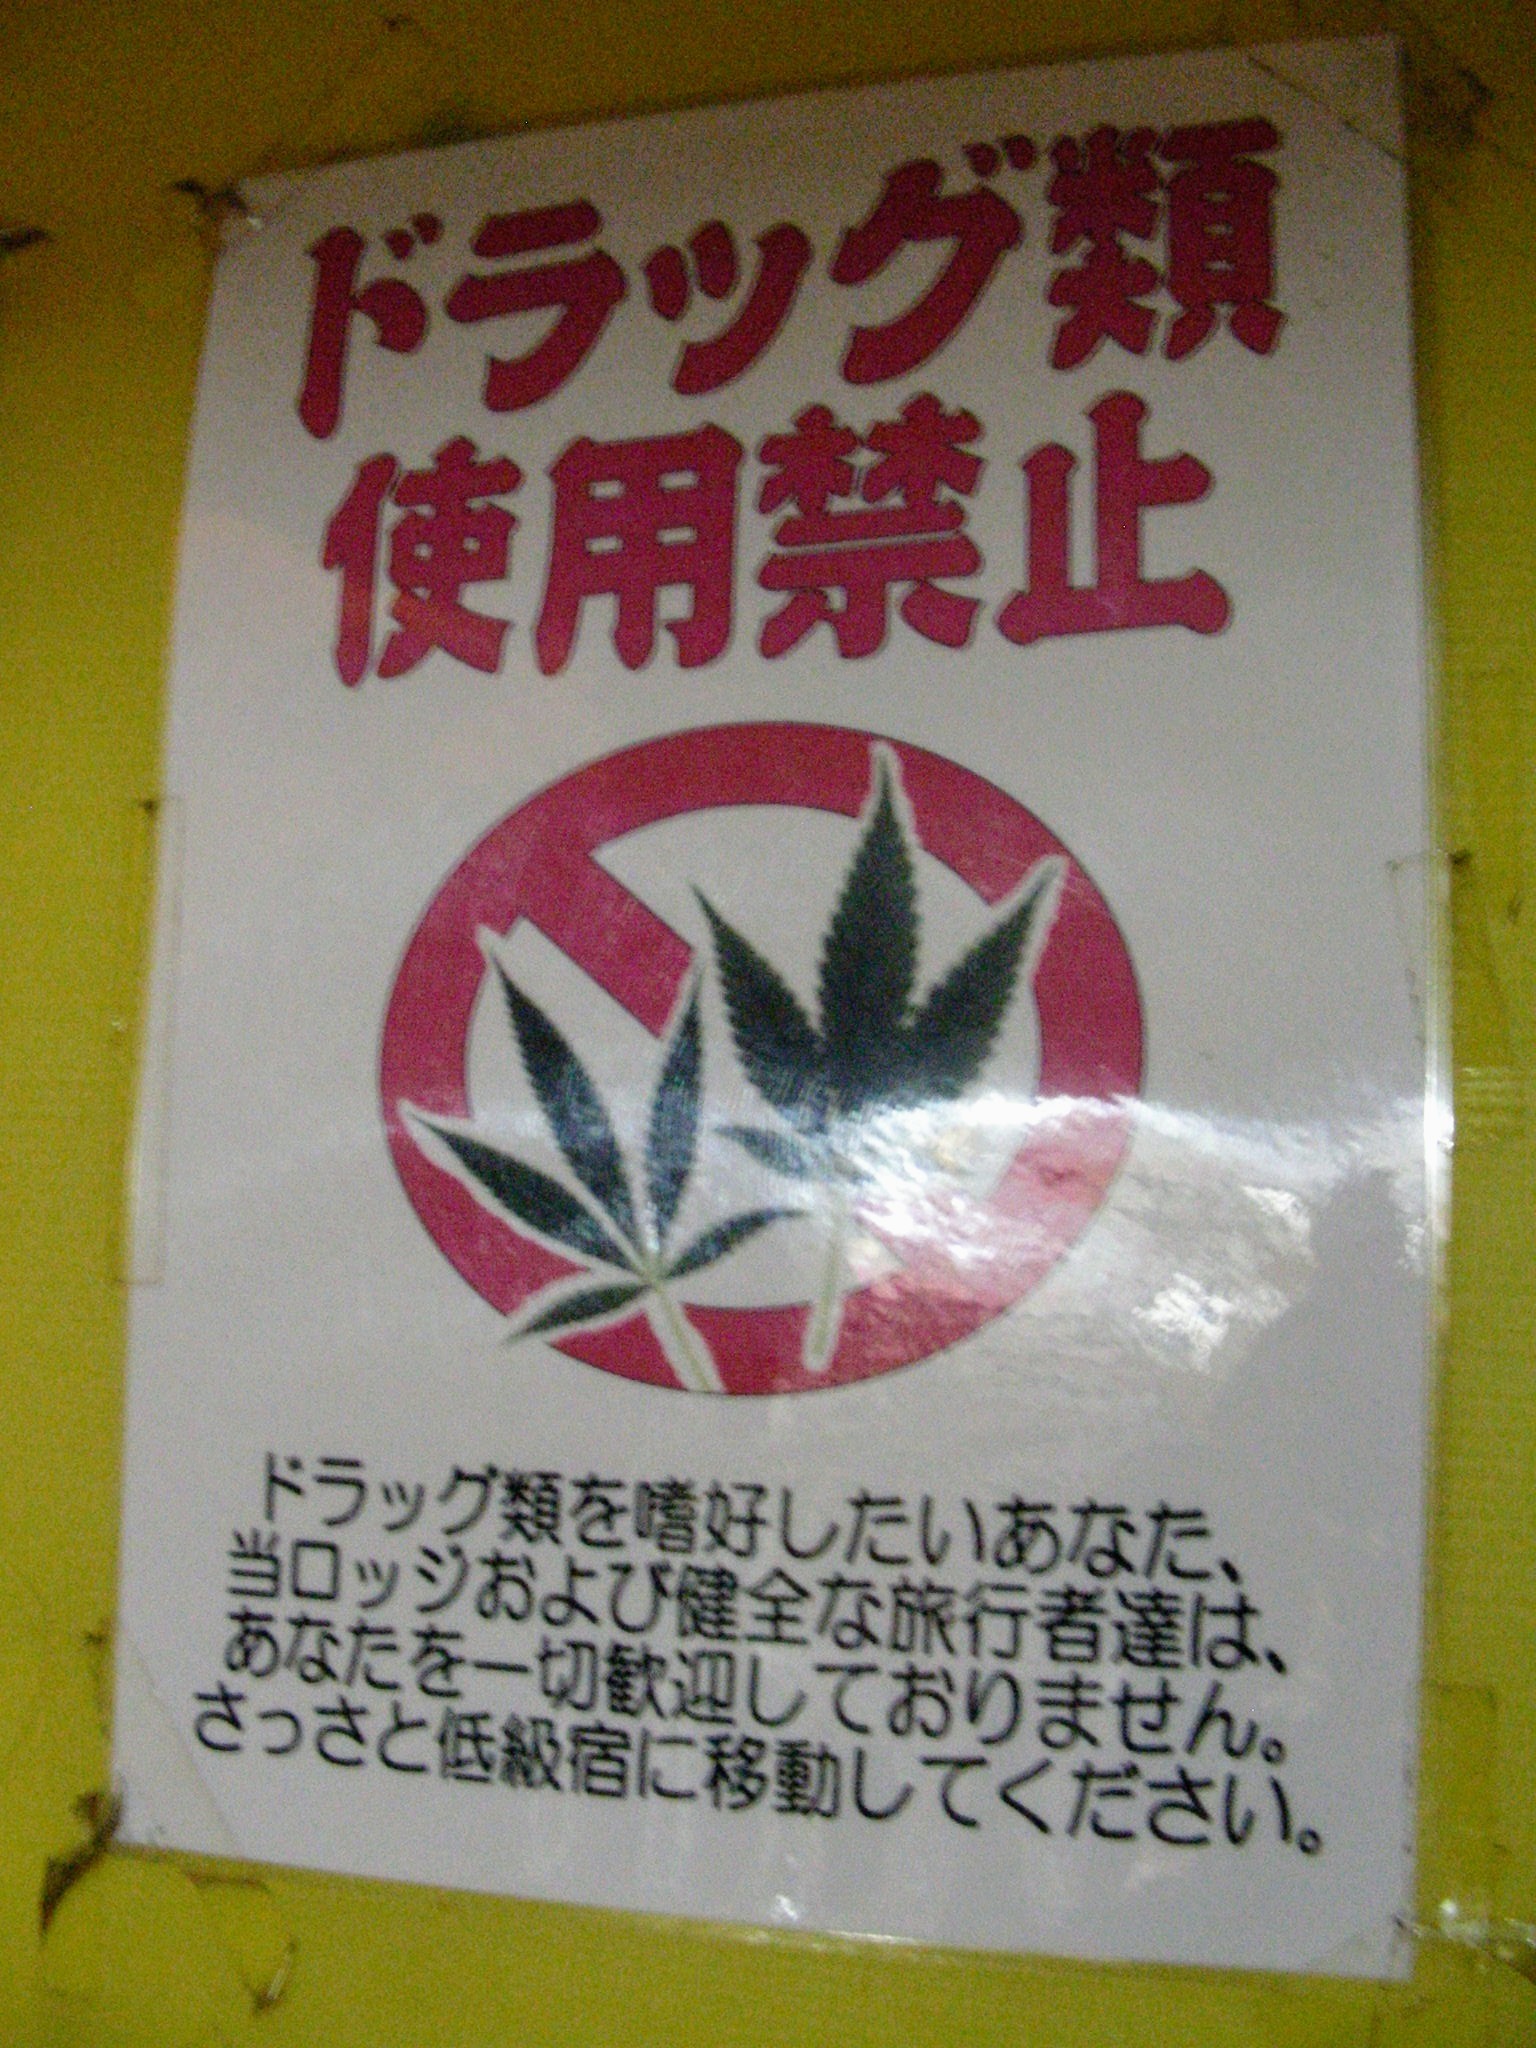 ドラッグ類
使用禁止
ドラッグ類を嗜好したいあなた、
当ロッジおよび健全な旅行者達は、
あなたを一切歓迎しておりません。
さっさと低級宿に移動してください。